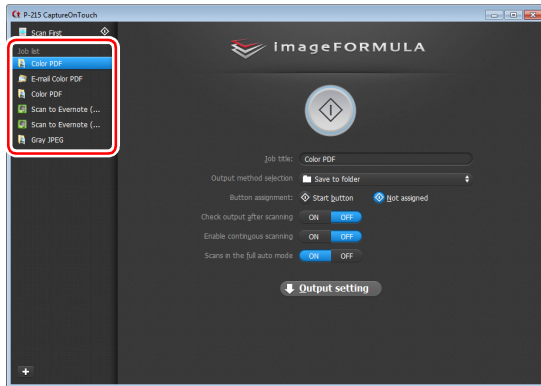 P-215 CaptureOnTouch
Scan First
Job list
Color PDF
E-mail Color PDF
Color PDF
Scan to Evernote (...
Scan to Evernote (...
Gray JPEG
imageFORMULA
Job title: Color PDF
Output method selection Save to folder
Button assignment: Start button Not assigned
Check output after scanning ON OFF
Enable continuous scanning ON OFF
Scans in the full auto mode ON OFF
Output setting